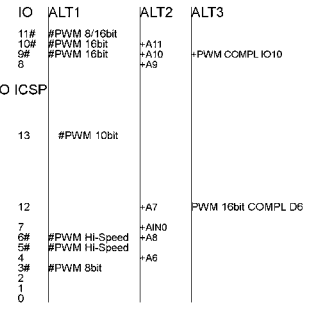 IO ALT1 ALT2 ALT3
11# #PWM 8/16bit
10# #PWM 16bit +A11
9# #PWM 16bit +A10 +PWM COMPL IO10
8 +A9
O ICSP
13 #PWM 10bit
12 +A7 PWM 16bit COMPL D6
7 +AIN0
6# #PWM Hi-Speed +A8
5# #PWM Hi-Speed
4 +A6
3# #PWM 8bit
2
1
0